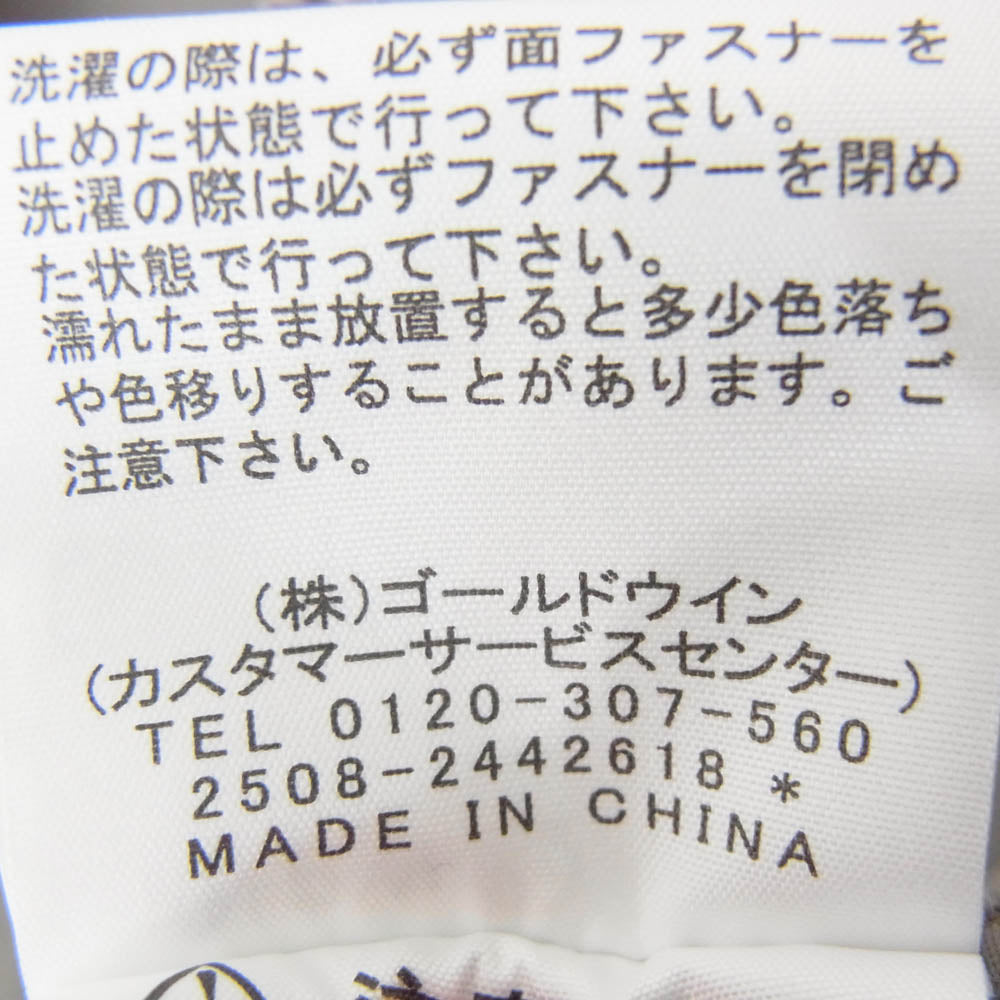 洗濯の際は、必ず面ファスナーを
止めた状態で行って下さい。
洗濯の際は必ずファスナーを閉め
た状態で行って下さい。
濡れたまま放置すると多少色落ち
や色移りすることがあります。ご
注意下さい。
(株)ゴールドウイン
(カスタマーサービスセンター)
TEL 0120-307-560
2508-2442618 *
MADE IN CHINA